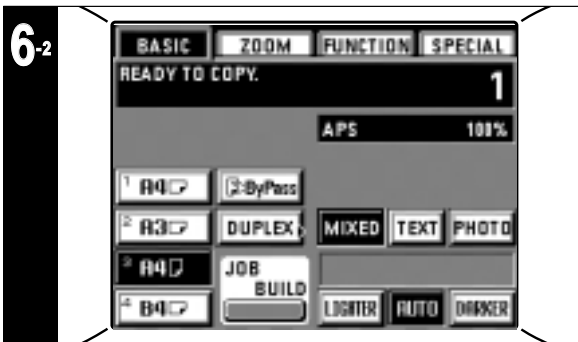 6-2
BASIC ZOOM FUNCTION SPECIAL
READY TO COPY.
1
APS 100%
1 A4 ByPass
2 A3 DUPLEX MIXED TEXT PHOTO
3 A4 JOB
BUILD
4 B4 LIGHTER AUTO DARKER